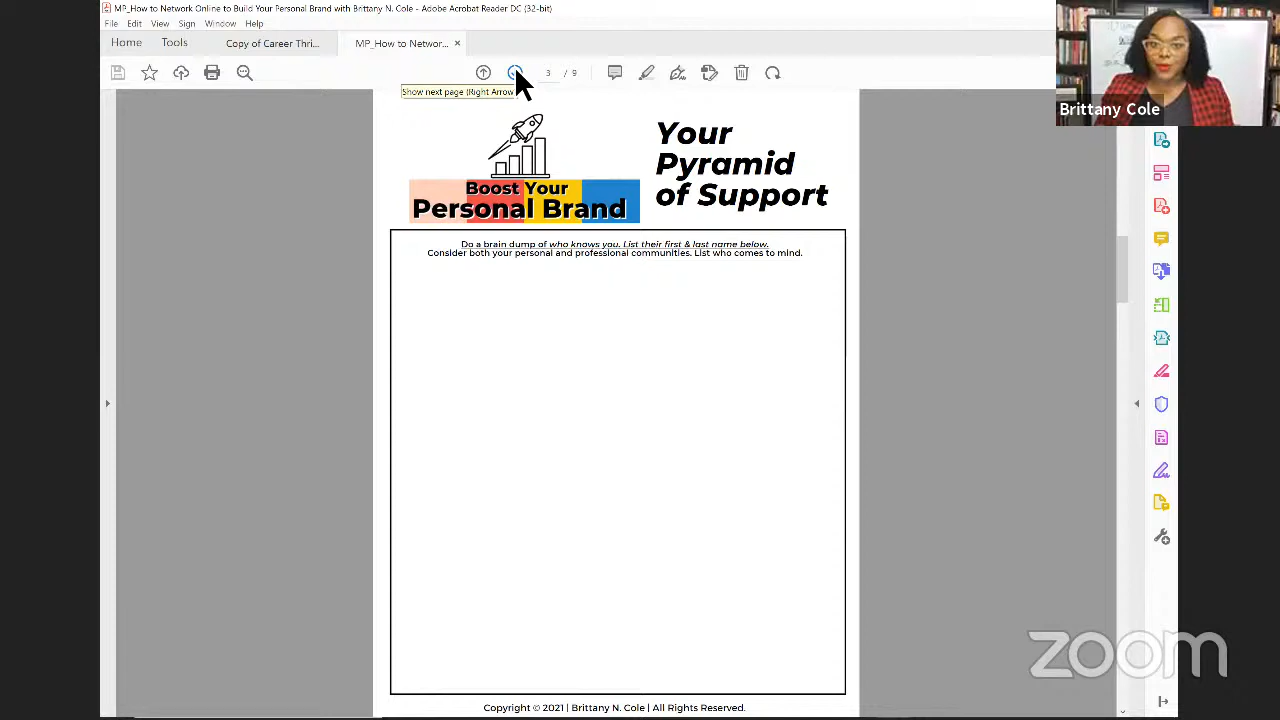 MP_How to Network Online to Build Your Personal Brand with Brittany N. Cole - Adobe Acrobat Reader DC (32-bit)
File Edit View Sign Window Help
Home Tools Copy of Career Thri... MP_How to Networ... ×
3 / 9
Show next page (Right Arrow
Brittany Cole
Your
Pyramid
of Support
Boost Your
Personal Brand
Do a brain dump of who knows you. List their first & last name below.
Consider both your personal and professional communities. List who comes to mind.
zoom
Copyright © 2021 | Brittany N. Cole | All Rights Reserved.